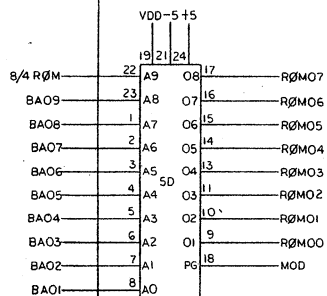 VDD -5 +5
19 21 24
8/4 RØM 22 A9 O8 17 RØMO7
BAO9 23 A8 O7 16 RØMO6
BAO8 1 A7 O6 15 RØMO5
BAO7 2 A6 O5 14 RØMO4
BAO6 3 A5 O4 13 RØMO3
5D
BAO5 4 A4 O3 11 RØMO2
BAO4 5 A3 O2 10 RØMOI
BAO3 6 A2 O1 9 RØMOO
BAO2 7 A1 PG 18 MOD
BAOI 8 AO